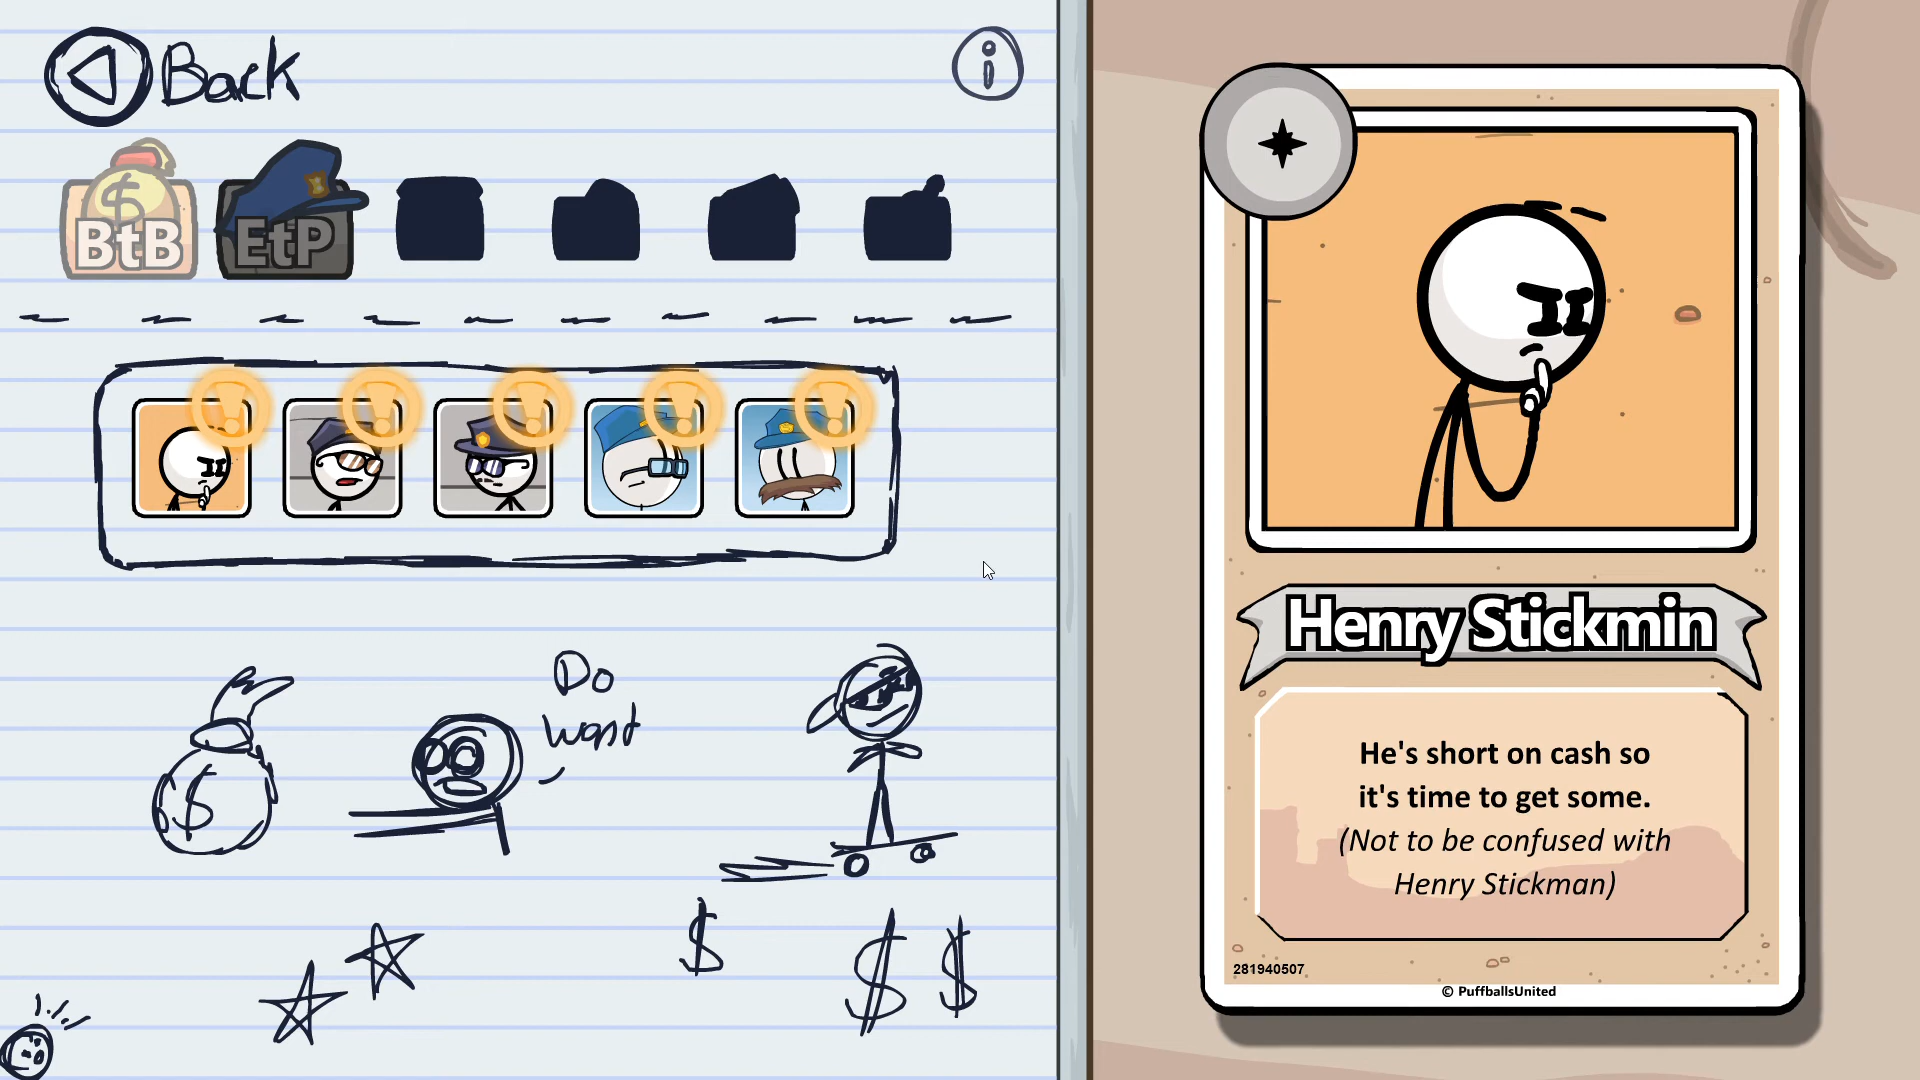 Back
i
$
BtB
EtP
Do
want
$
$
$
$
Henry Stickmin
He's short on cash so
it's time to get some.
(Not to be confused with
Henry Stickman)
281940507
© PuffballsUnited